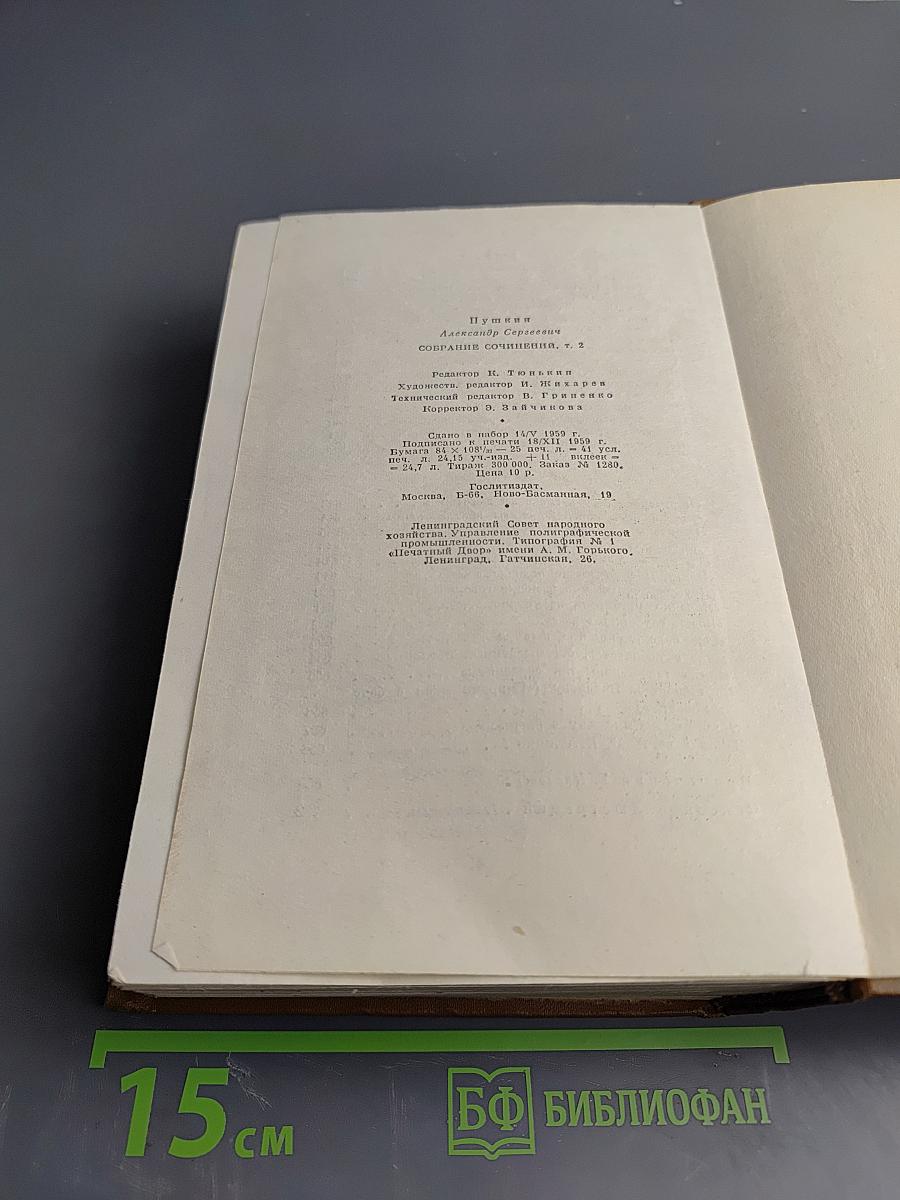 Пушкин
Александр Сергеевич
СОБРАНИЕ СОЧИНЕНИЙ, т. 2
Редактор К. Тюнькин
Художеств. редактор И. Жихарев
Технический редактор В. Гриненко
Корректор Э. Зайчикова
Сдано в набор 14/V 1959 г.
Подписано к печати 18/XII 1959 г.
Бумага 84 × 108¹/₃₂ — 25 печ. л. = 41 усл.
печ. л. 24,15 уч.-изд. + 11 вклеек =
= 24,7 л. Тираж 300 000. Заказ № 1280.
Цена 10 р.
Гослитиздат.
Москва, Б-66, Ново-Басманная, 19
Ленинградский Совет народного
хозяйства. Управление полиграфической
промышленности. Типография № 1
«Печатный Двор» имени А. М. Горького.
Ленинград, Гатчинская, 26.
15 см
БФ БИБЛИОФАН